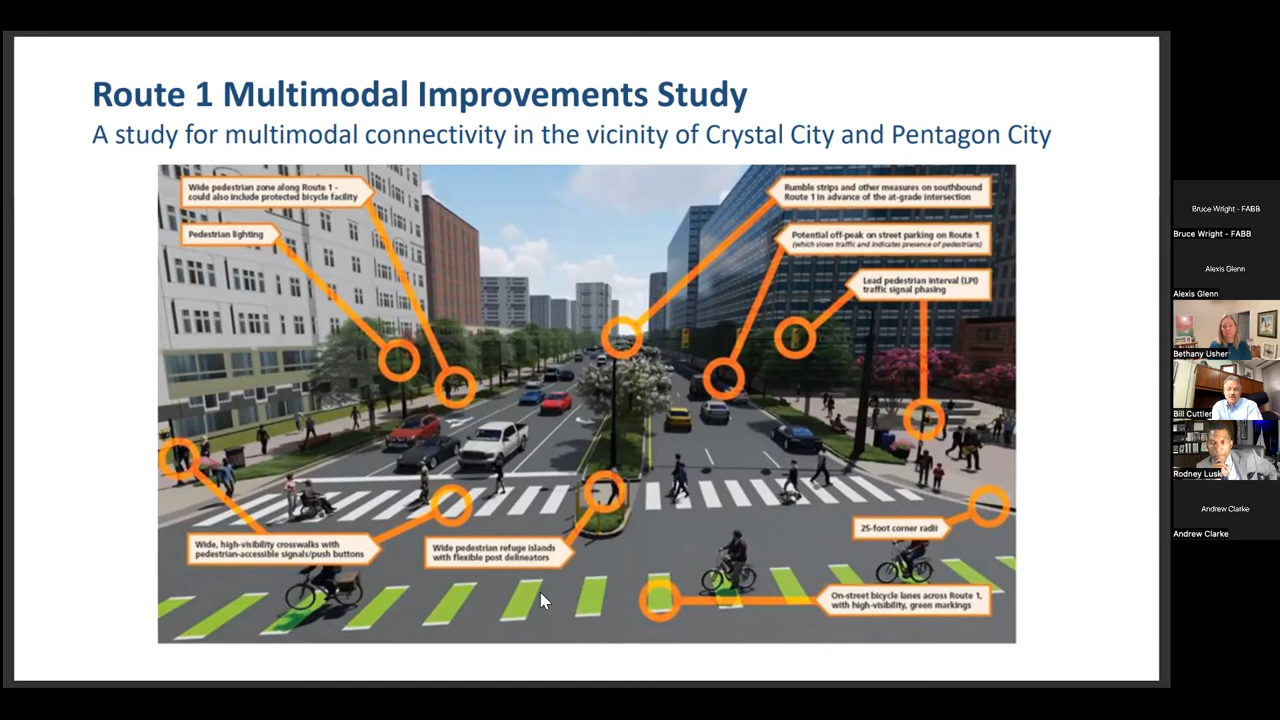 Route 1 Multimodal Improvements Study
A study for multimodal connectivity in the vicinity of Crystal City and Pentagon City
Wide pedestrian zone along Route 1 -
could also include protected bicycle facility
Pedestrian lighting
Rumble strips and other measures on southbound
Route 1 in advance of the at-grade intersection
Potential off-peak on street parking on Route 1
(which slows traffic and indicates presence of pedestrians)
Lead pedestrian interval (LPI)
traffic signal phasing
Wide, high-visibility crosswalks with
pedestrian-accessible signals/push buttons
Wide pedestrian refuge islands
with flexible post delineators
25-foot corner radii
On-street bicycle lanes across Route 1,
with high-visibility, green markings
Bruce Wright - FABB
Bruce Wright - FABB
Alexis Glenn
Alexis Glenn
Bethany Usher
Bill Cuttler
Rodney Lusk
Andrew Clarke
Andrew Clarke